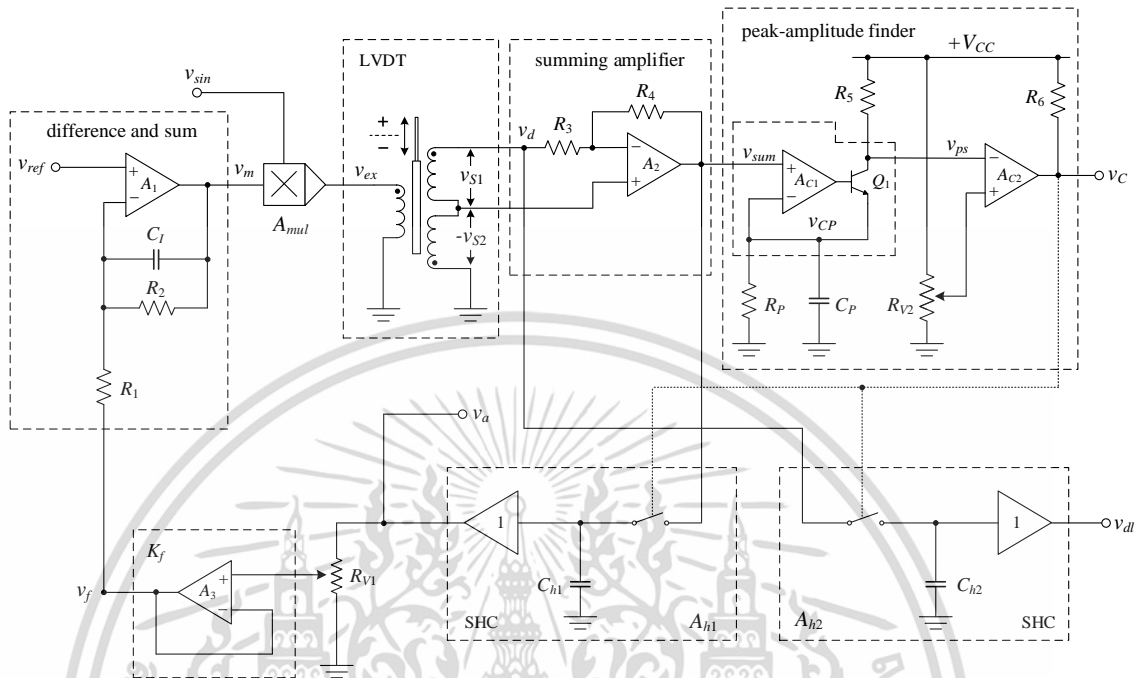 peak-amplitude finder
LVDT
summing amplifier
+V_CC
v_sin
R_4
R_5
R_6
difference and sum
+
−
v_d
R_3
v_ref
+
A_1
−
v_m
v_ex
v_S1
−
A_2
+
v_sum
+
A_C1
−
Q_1
v_ps
−
A_C2
+
v_C
A_mul
-v_S2
v_CP
C_I
R_2
R_P
C_P
R_V2
R_1
v_a
K_f
1
1
v_dl
v_f
A_3
+
−
R_V1
C_h1
C_h2
SHC
A_h1
A_h2
SHC